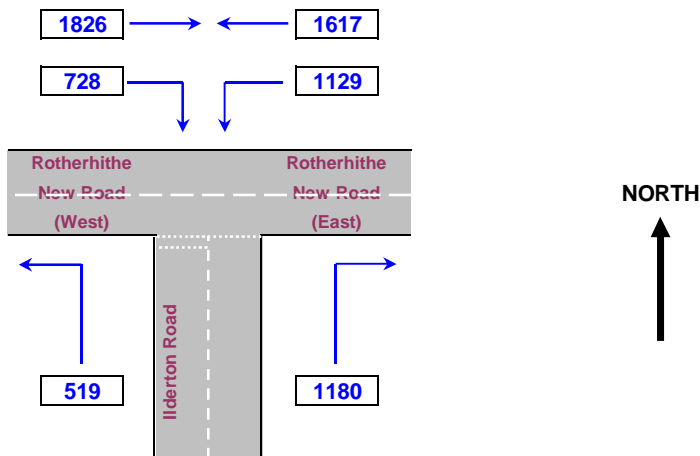 1826
1617
728
1129
Rotherhithe
New Road
(West)
Rotherhithe
New Road
(East)
NORTH
Ilderton Road
519
1180